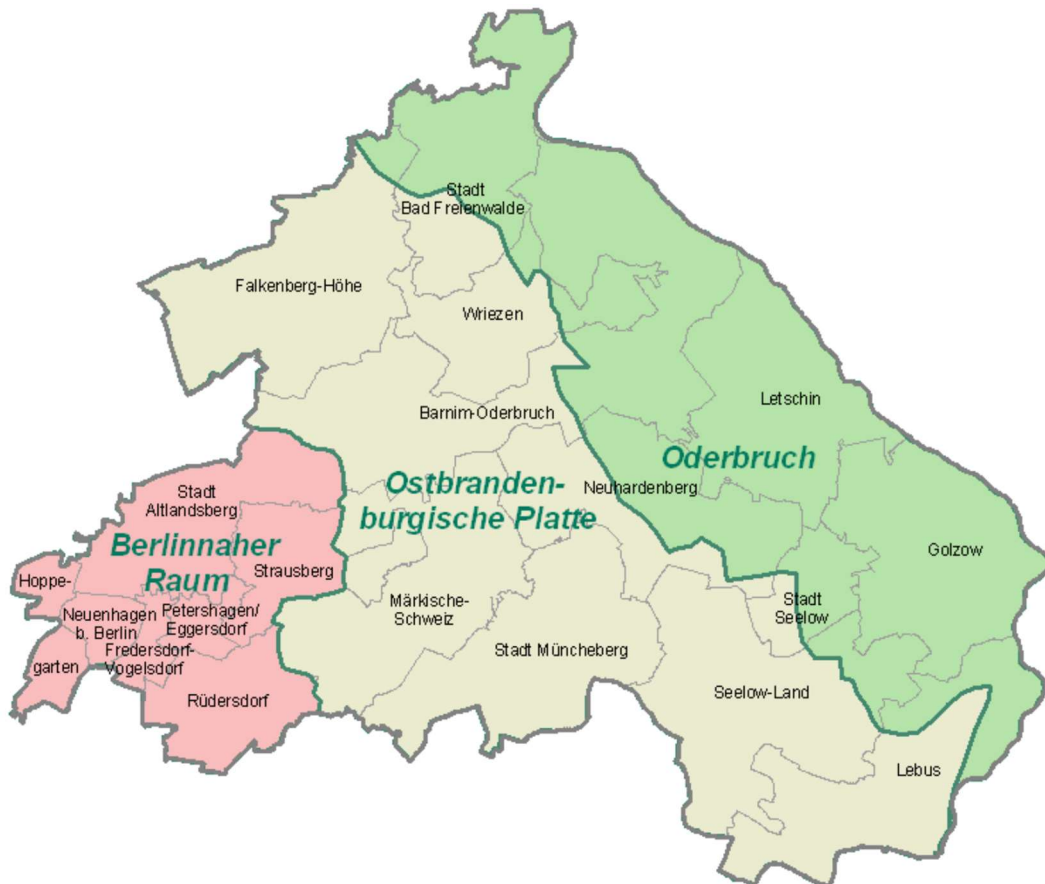 Stadt
Bad Freienwalde
Falkenberg-Höhe
Wriezen
Letschin
Barnim-Oderbruch
Oderbruch
Ostbranden-
burgische Platte
Neuhardenberg
Stadt
Altlandsberg
Berlinnaher
Raum
Strausberg
Golzow
Hoppe-
garten
Neuenhagen
b. Berlin
Petershagen/
Eggersdorf
Fredersdorf-
Vogelsdorf
Märkische-
Schweiz
Stadt
Seelow
Stadt Müncheberg
Seelow-Land
Rüdersdorf
Lebus